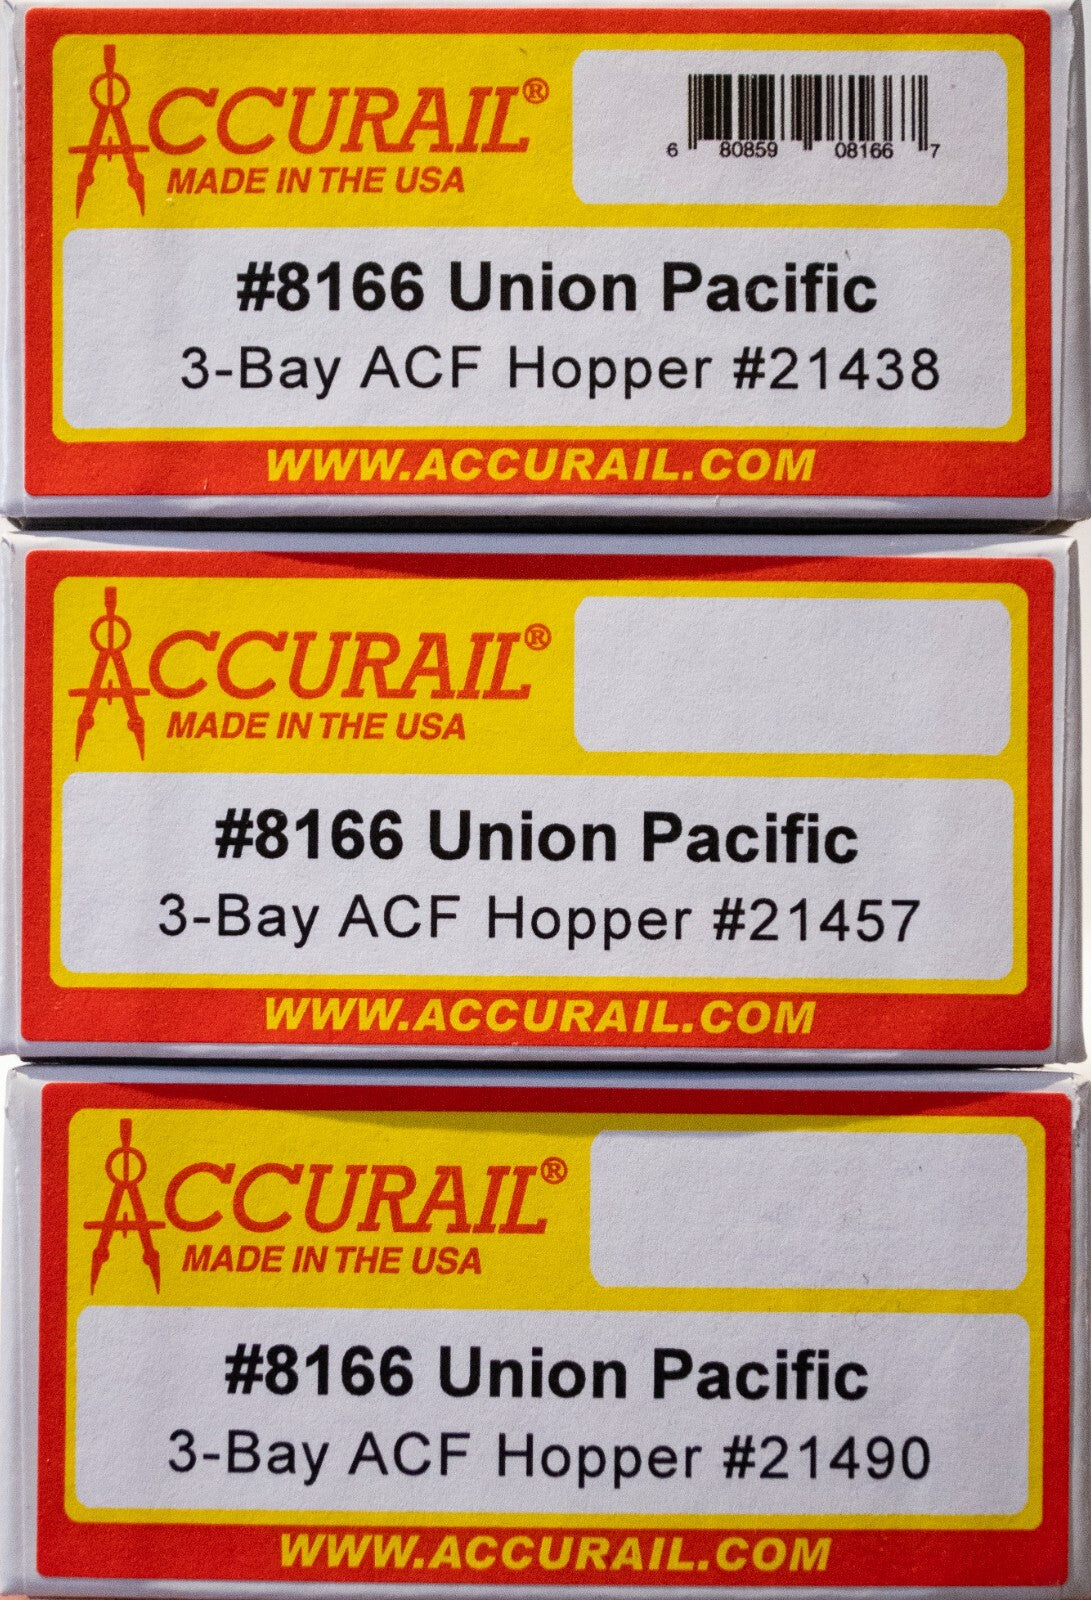 ACCURAIL®
MADE IN THE USA
6 80859 08166 7
#8166 Union Pacific
3-Bay ACF Hopper #21438
WWW.ACCURAIL.COM
ACCURAIL®
MADE IN THE USA
#8166 Union Pacific
3-Bay ACF Hopper #21457
WWW.ACCURAIL.COM
ACCURAIL®
MADE IN THE USA
#8166 Union Pacific
3-Bay ACF Hopper #21490
WWW.ACCURAIL.COM